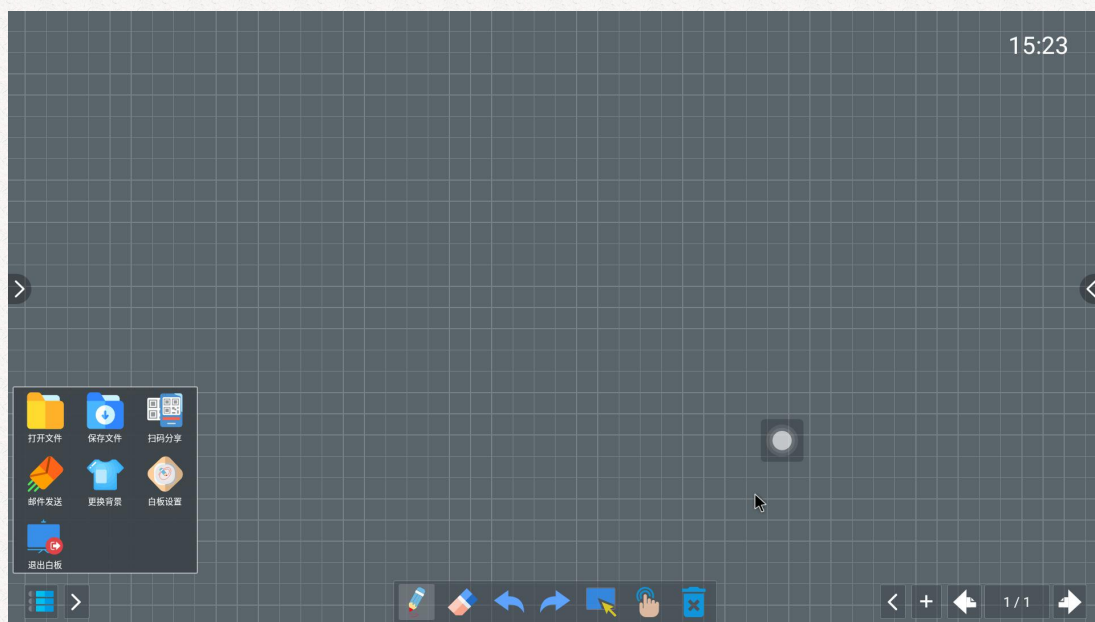 15:23
打开文件 保存文件 扫码分享
邮件发送 更换背景 白板设置
退出白板
1 / 1